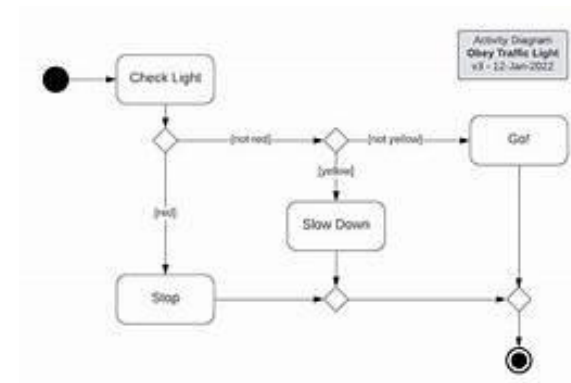 Activity Diagram
Obey Traffic Light
v3 - 12-Jan-2022
Check Light
[not red]
[not yellow]
Go!
[yellow]
[red]
Slow Down
Stop